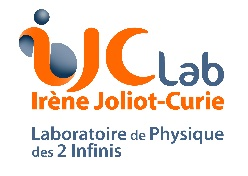 iJC Lab
Irène Joliot-Curie
Laboratoire de Physique
des 2 Infinis